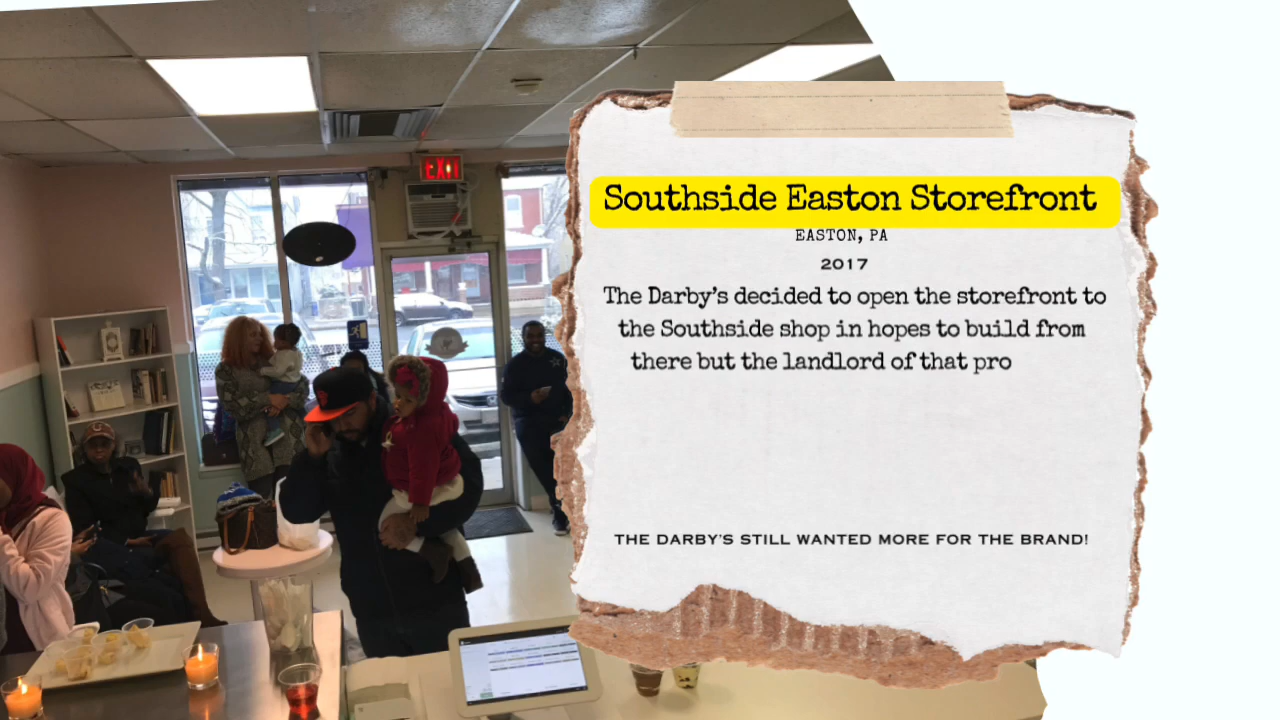 EXIT
Southside Easton Storefront
EASTON, PA
2017
The Darby's decided to open the storefront to
the Southside shop in hopes to build from
there but the landlord of that pro
THE DARBY'S STILL WANTED MORE FOR THE BRAND!